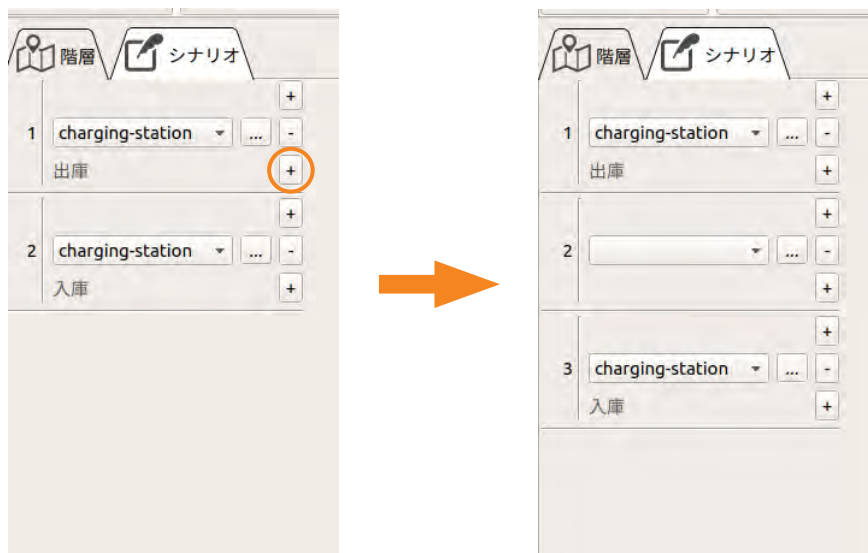 階層 シナリオ
+
1 charging-station ... -
出庫 +
+
2 charging-station ... -
入庫 +
階層 シナリオ
+
1 charging-station ... -
出庫 +
+
2 ... -
+
+
3 charging-station ... -
入庫 +